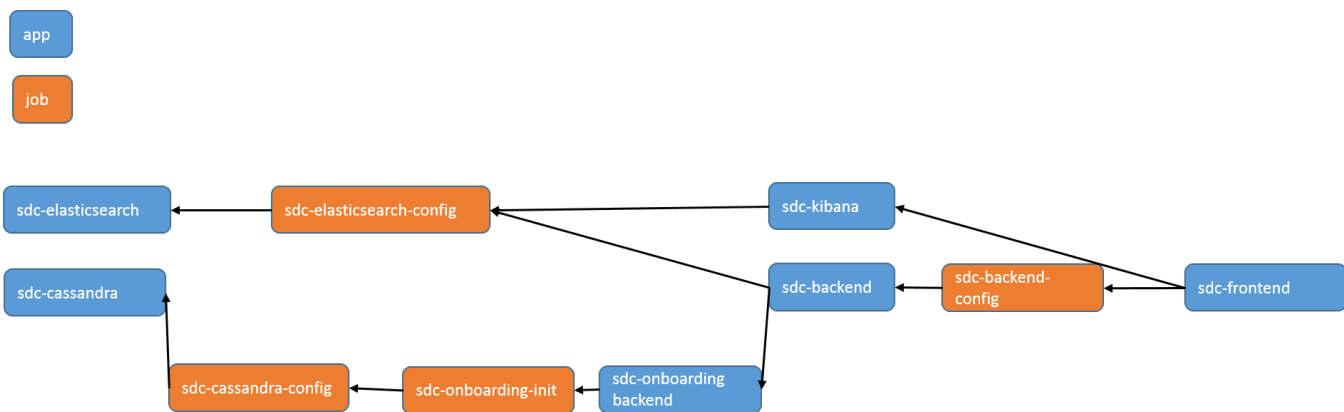 app
job
sdc-elasticsearch
sdc-elasticsearch-config
sdc-kibana
sdc-cassandra
sdc-backend
sdc-backend-
config
sdc-frontend
sdc-cassandra-config
sdc-onboarding-init
sdc-onboarding
backend